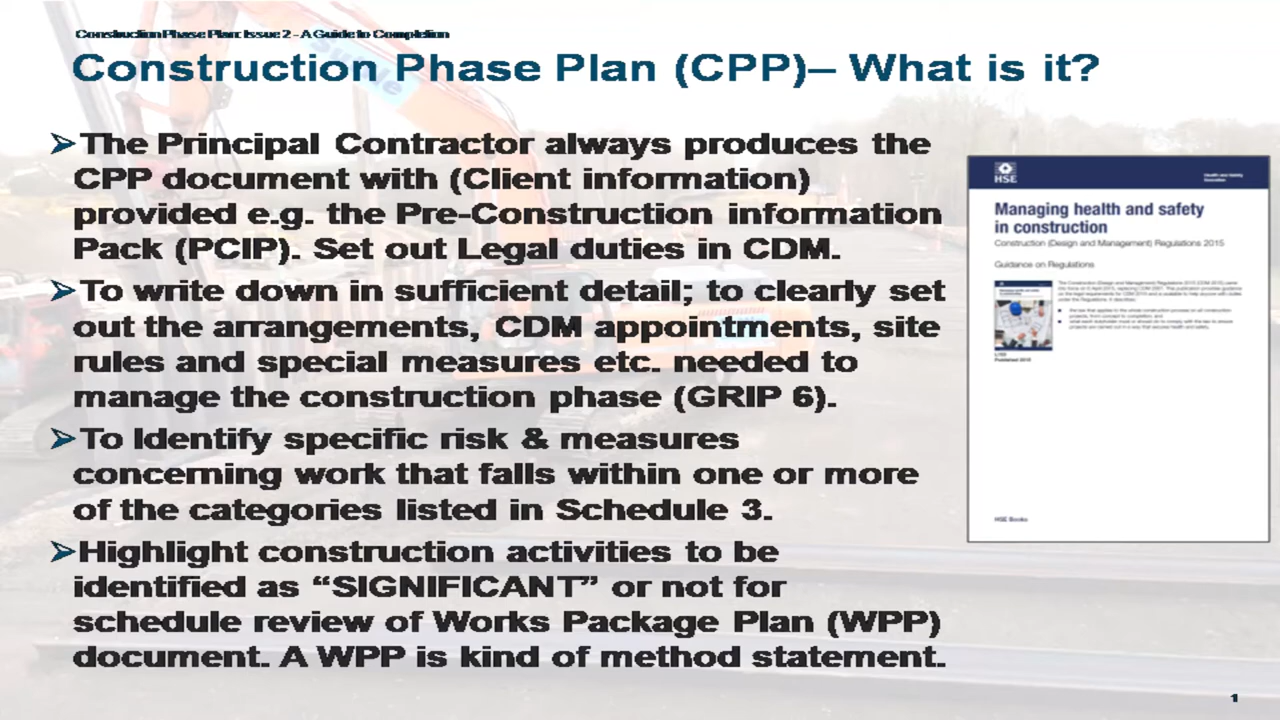 Construction Phase Plan: Issue 2 - A Guide to Completion
Construction Phase Plan (CPP)– What is it?
➢The Principal Contractor always produces the
CPP document with (Client information)
provided e.g. the Pre-Construction information
Pack (PCIP). Set out Legal duties in CDM.
➢To write down in sufficient detail; to clearly set
out the arrangements, CDM appointments, site
rules and special measures etc. needed to
manage the construction phase (GRIP 6).
➢To Identify specific risk & measures
concerning work that falls within one or more
of the categories listed in Schedule 3.
➢Highlight construction activities to be
identified as “SIGNIFICANT” or not for
schedule review of Works Package Plan (WPP)
document. A WPP is kind of method statement.
HSE
Health and Safety
Executive
Managing health and safety
in construction
Construction (Design and Management) Regulations 2015
Guidance on Regulations
L153
Published 2015
HSE Books
1